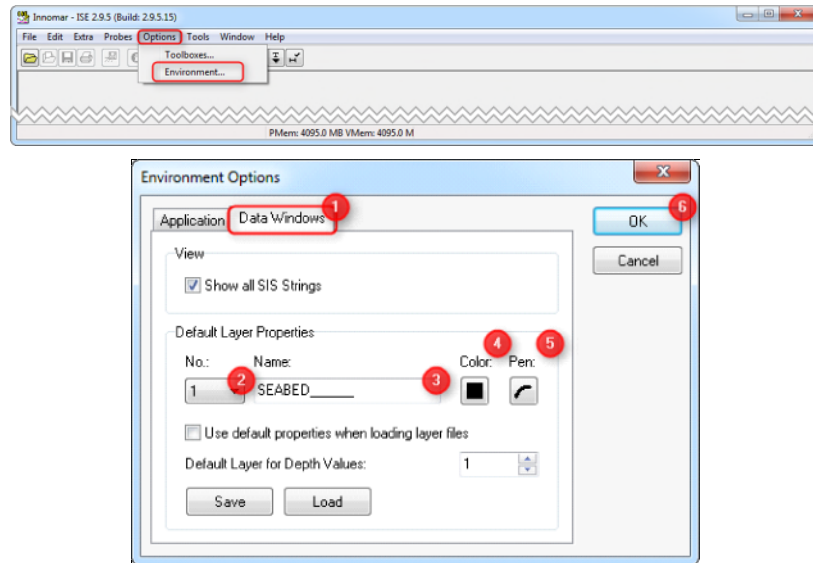 Innomar - ISE 2.9.5 (Build: 2.9.5.15)
File Edit Extra Probes Options Tools Window Help
Toolboxes...
Environment...
PMem: 4095.0 MB VMem: 4095.0 M
Environment Options
1
6
Application Data Windows
OK
View
Cancel
Show all SIS Strings
Default Layer Properties
4
5
No.: Name: Color: Pen:
1 2 SEABED______ 3
Use default properties when loading layer files
Default Layer for Depth Values: 1
Save Load